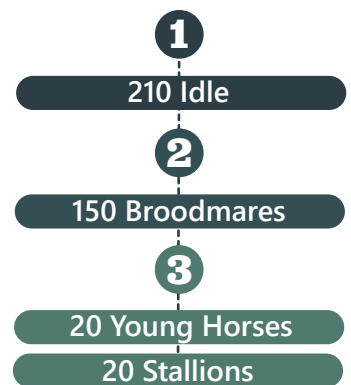 1
210 Idle
2
150 Broodmares
3
20 Young Horses
20 Stallions